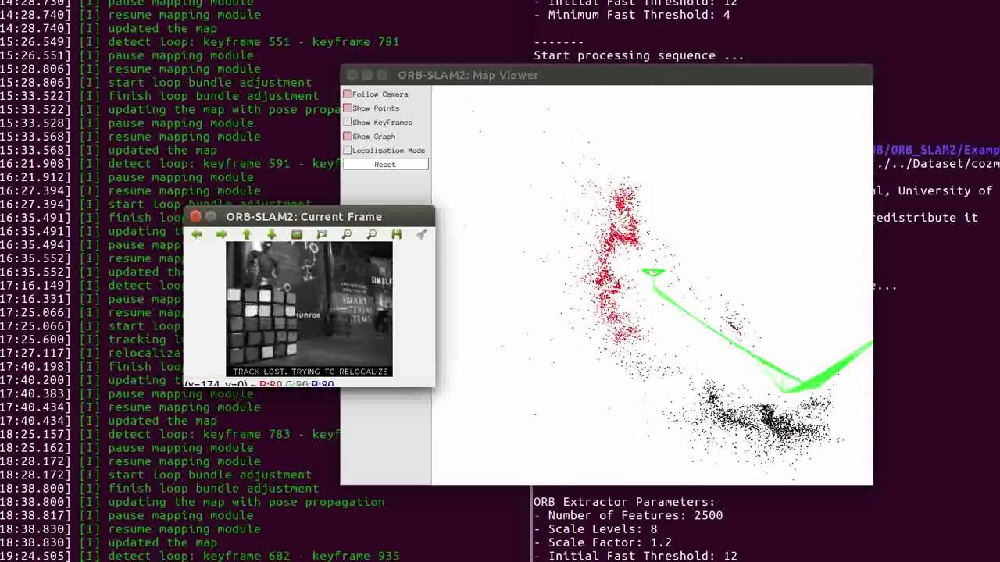 14:28.730] [I] pause mapping module
14:28.740] [I] resume mapping module
14:28.740] [I] updated the map
15:26.549] [I] detect loop: keyframe 551 - keyframe 781
15:26.551] [I] pause mapping module
15:28.806] [I] resume mapping module
15:28.806] [I] start loop bundle adjustment
15:33.522] [I] finish loop bundle adjustment
15:33.522] [I] updating the map with pose propa
15:33.528] [I] pause mapping module
15:33.568] [I] resume mapping module
15:33.568] [I] updated the map
16:21.908] [I] detect loop: keyframe 591 - keyf
16:21.912] [I] pause mapping module
16:27.394] [I] resume mapping module
16:27.394] [I] start loop bundle adjustment
16:35.491] [I] finish loop
16:35.491] [I] updating t
16:35.494] [I] pause mapp
16:35.552] [I] resume map
16:35.552] [I] updated th
17:16.149] [I] detect loo
17:16.331] [I] pause mapp
17:25.066] [I] resume map
17:25.066] [I] start loop
17:25.600] [I] tracking l
17:27.117] [I] relocaliza
17:40.198] [I] finish loo
17:40.200] [I] updating t
17:40.383] [I] pause mapping module
17:40.434] [I] resume mapping module
17:40.434] [I] updated the map
18:25.157] [I] detect loop: keyframe 783 - keyf
18:25.162] [I] pause mapping module
18:28.172] [I] resume mapping module
18:28.172] [I] start loop bundle adjustment
18:38.800] [I] finish loop bundle adjustment
18:38.800] [I] updating the map with pose propagation
18:38.817] [I] pause mapping module
18:38.830] [I] resume mapping module
18:38.830] [I] updated the map
19:24.505] [I] detect loop: keyframe 682 - keyframe 935
- Initial Fast Threshold: 12
- Minimum Fast Threshold: 4
-------
Start processing sequence ...
ORB-SLAM2: Map Viewer
Follow Camera
Show Points
Show KeyFrames
Show Graph
Localization Mode
Reset
ORB-SLAM2: Current Frame
SMART
TRACK LOST. TRYING TO RELOCALIZE
(x=174, y=0) ~ R:80 G:80 B:80
/ORB_SLAM2/Examp
./../Dataset/cozm
l, University of
redistribute it
...
ORB Extractor Parameters:
- Number of Features: 2500
- Scale Levels: 8
- Scale Factor: 1.2
- Initial Fast Threshold: 12